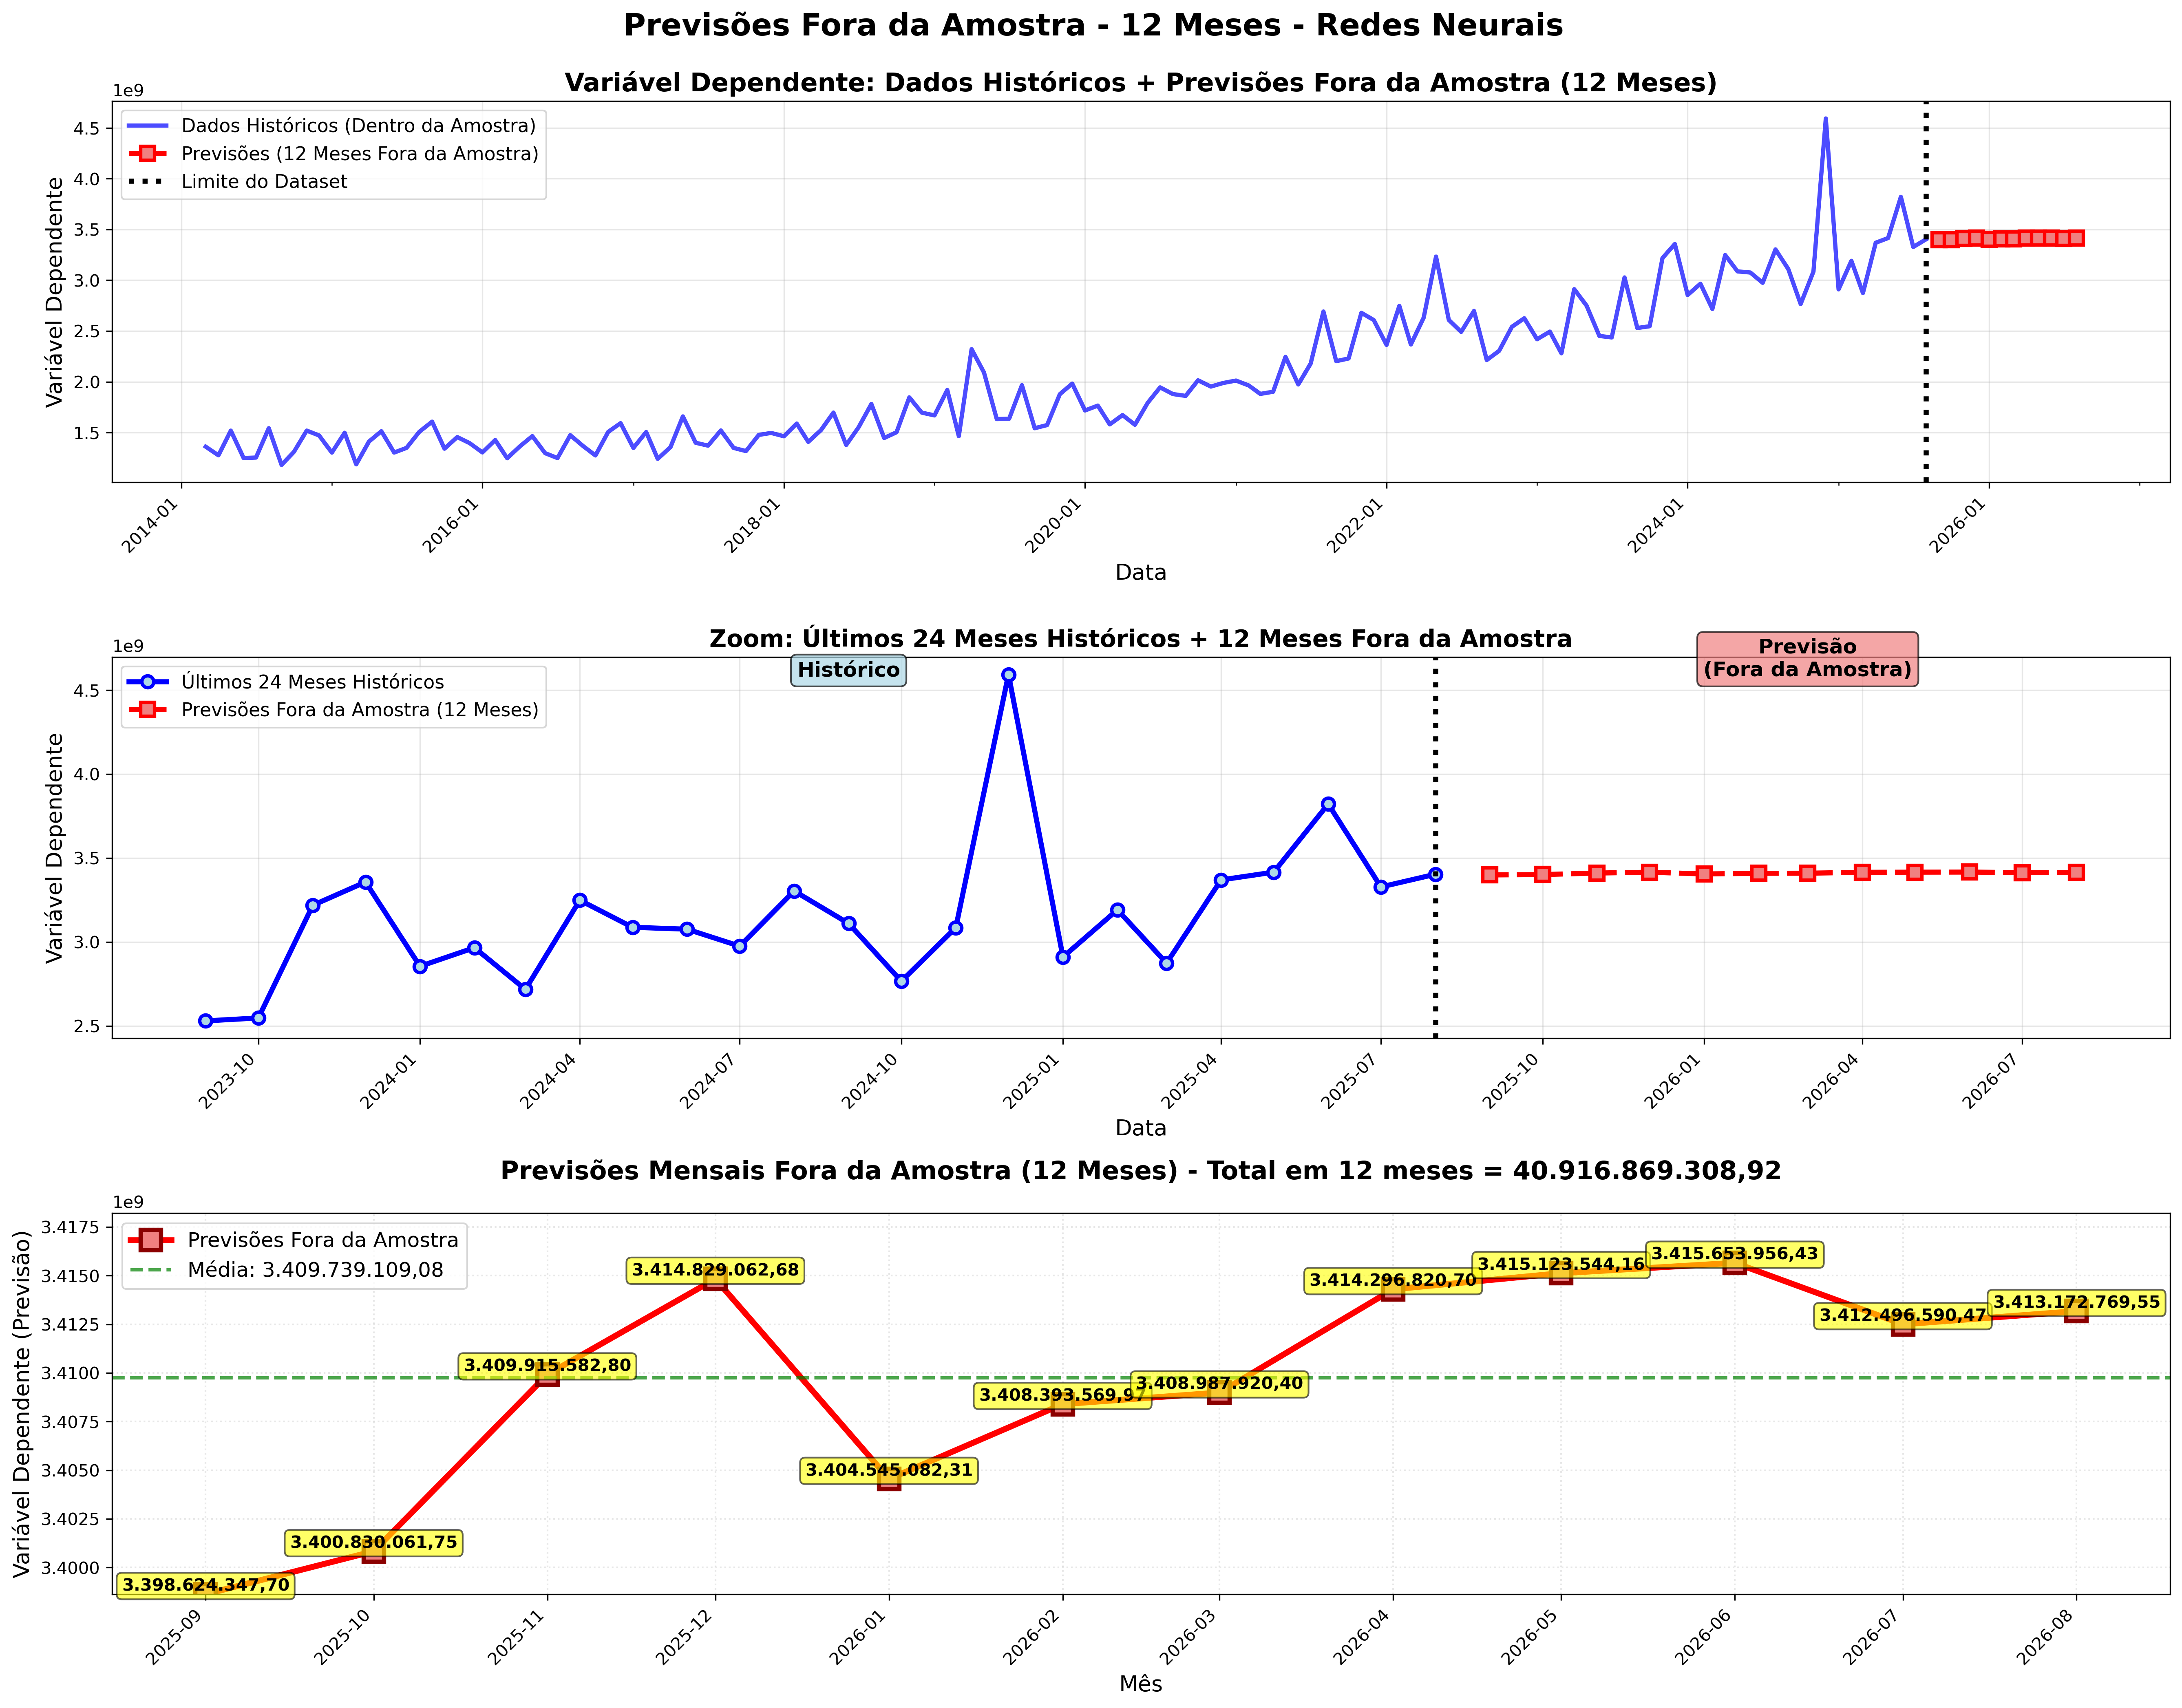 Previsões Fora da Amostra - 12 Meses - Redes Neurais
Variável Dependente: Dados Históricos + Previsões Fora da Amostra (12 Meses)
1e9
Dados Históricos (Dentro da Amostra)
Previsões (12 Meses Fora da Amostra)
Limite do Dataset
Variável Dependente
4.5
4.0
3.5
3.0
2.5
2.0
1.5
2014-01
2016-01
2018-01
2020-01
2022-01
2024-01
2026-01
Data
Zoom: Últimos 24 Meses Históricos + 12 Meses Fora da Amostra
1e9
Últimos 24 Meses Históricos
Previsões Fora da Amostra (12 Meses)
Histórico
Previsão
(Fora da Amostra)
Variável Dependente
4.5
4.0
3.5
3.0
2.5
2023-10
2024-01
2024-04
2024-07
2024-10
2025-01
2025-04
2025-07
2025-10
2026-01
2026-04
2026-07
Data
Previsões Mensais Fora da Amostra (12 Meses) - Total em 12 meses = 40.916.869.308,92
1e9
Previsões Fora da Amostra
Média: 3.409.739.109,08
Variável Dependente (Previsão)
3.4175
3.4150
3.4125
3.4100
3.4075
3.4050
3.4025
3.4000
3.398.624.347,70
3.400.830.061,75
3.409.915.582,80
3.414.829.062,68
3.404.545.082,31
3.408.393.569,97
3.408.987.920,40
3.414.296.820,70
3.415.123.544,16
3.415.653.956,43
3.412.496.590,47
3.413.172.769,55
2025-09
2025-10
2025-11
2025-12
2026-01
2026-02
2026-03
2026-04
2026-05
2026-06
2026-07
2026-08
Mês